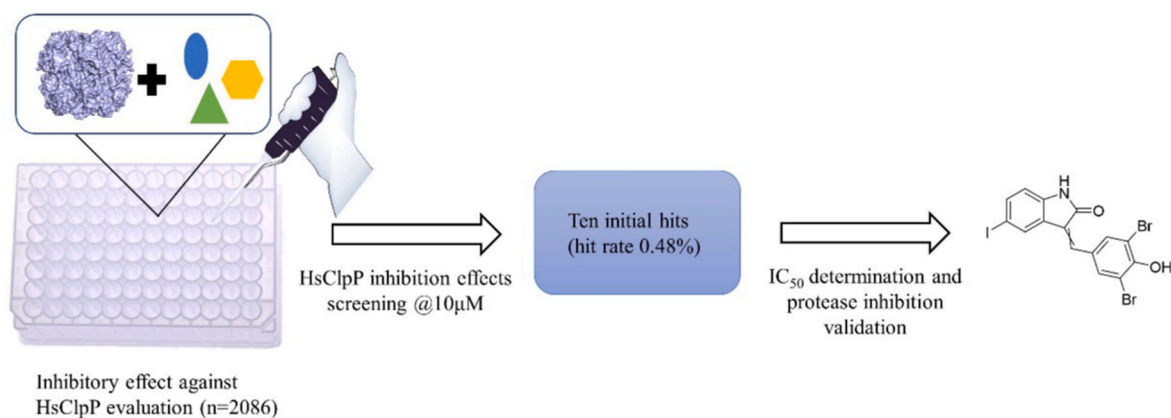 Inhibitory effect against
HsClpP evaluation (n=2086)
HsClpP inhibition effects
screening @10μM
Ten initial hits
(hit rate 0.48%)
IC₅₀ determination and
protease inhibition
validation
H
N
O
I
Br
OH
Br